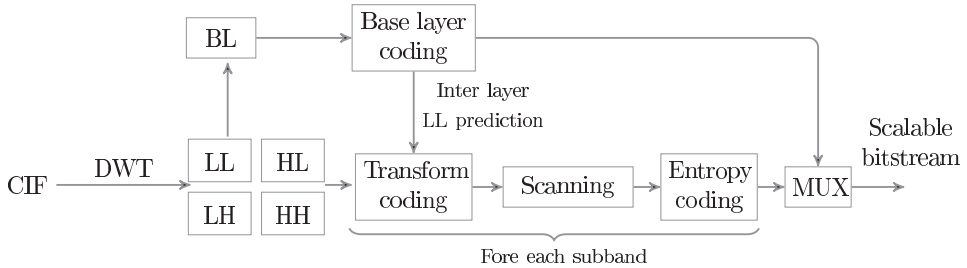 BL
Base layer
coding
Inter layer
LL prediction
Scalable
bitstream
CIF
DWT
LL
HL
LH
HH
Transform
coding
Scanning
Entropy
coding
MUX
Fore each subband